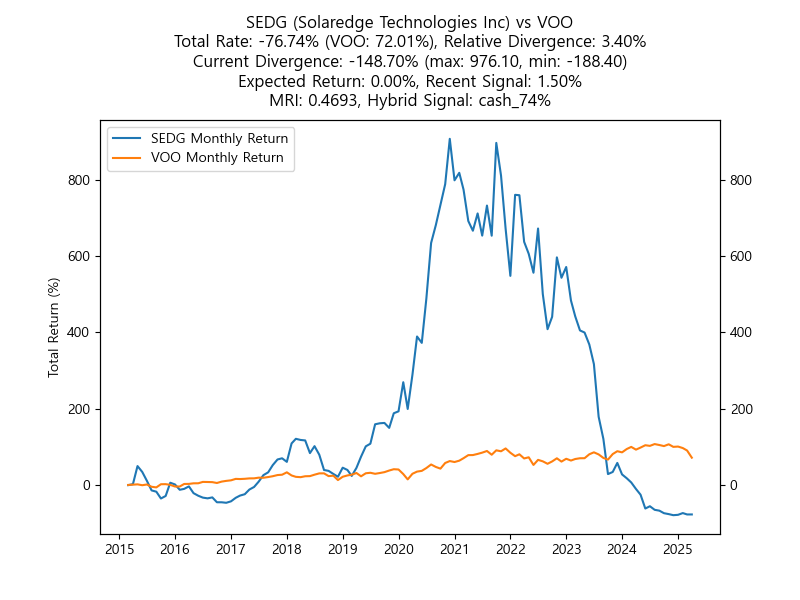 SEDG (Solaredge Technologies Inc) vs VOO
Total Rate: -76.74% (VOO: 72.01%), Relative Divergence: 3.40%
Current Divergence: -148.70% (max: 976.10, min: -188.40)
Expected Return: 0.00%, Recent Signal: 1.50%
MRI: 0.4693, Hybrid Signal: cash_74%
SEDG Monthly Return
VOO Monthly Return
Total Return (%)
800
600
400
200
0
800
600
400
200
0
2015 2016 2017 2018 2019 2020 2021 2022 2023 2024 2025